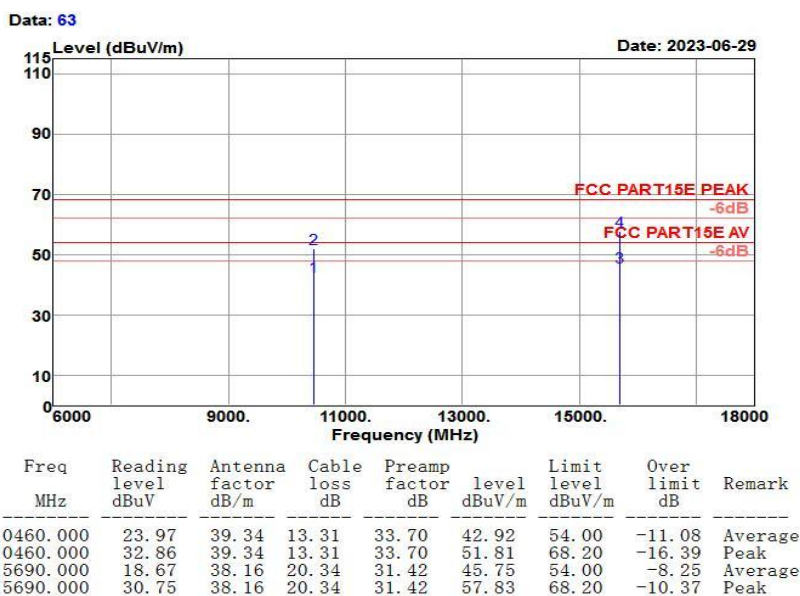 Data: 63
Level (dBuV/m)
Date: 2023-06-29
115
110
90
70
FCC PART15E PEAK
-6dB
4
FCC PART15E AV
2
50
-6dB
1
3
30
10
0
6000 9000. 11000. 13000. 15000. 18000
Frequency (MHz)
Freq Reading Antenna Cable Preamp Limit Over
level factor loss factor level level limit Remark
MHz dBuV dB/m dB dB dBuV/m dBuV/m dB
0460.000 23.97 39.34 13.31 33.70 42.92 54.00 -11.08 Average
0460.000 32.86 39.34 13.31 33.70 51.81 68.20 -16.39 Peak
5690.000 18.67 38.16 20.34 31.42 45.75 54.00 -8.25 Average
5690.000 30.75 38.16 20.34 31.42 57.83 68.20 -10.37 Peak